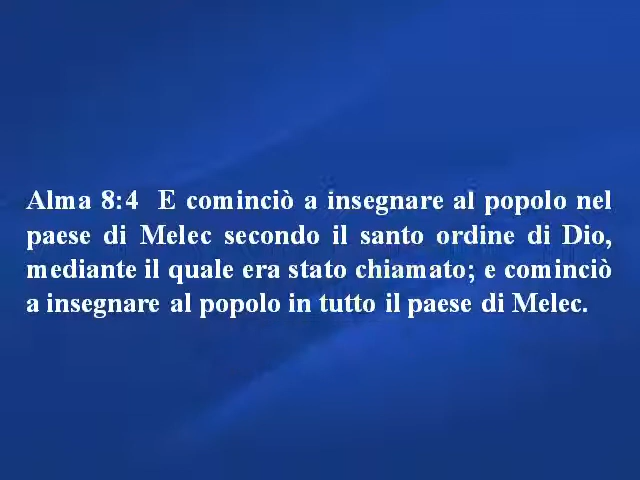 Alma 8:4 E cominciò a insegnare al popolo nel
paese di Melec secondo il santo ordine di Dio,
mediante il quale era stato chiamato; e cominciò
a insegnare al popolo in tutto il paese di Melec.